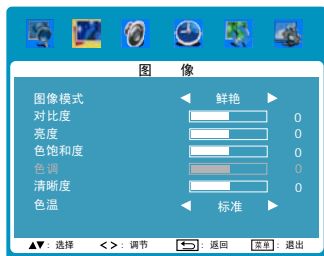 图 像
图像模式 ◀ 鲜艳 ▶
对比度 0
亮度 0
色饱和度 0
色调 0
清晰度 0
色温 ◀ 标准 ▶
▲▼: 选择 <>: 调节 : 返回 菜单: 退出